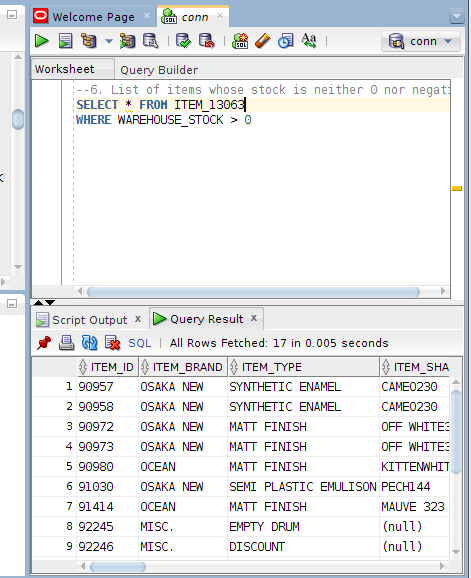 Welcome Page
conn
conn
Worksheet Query Builder
--6. List of items whose stock is neither 0 nor negati
SELECT * FROM ITEM_13063
WHERE WAREHOUSE_STOCK > 0
Script Output x Query Result x
SQL | All Rows Fetched: 17 in 0.005 seconds
ITEM_ID ITEM_BRAND ITEM_TYPE ITEM_SHA
1 90957 OSAKA NEW SYNTHETIC ENAMEL CAMEO230
2 90958 OSAKA NEW SYNTHETIC ENAMEL CAMEO230
3 90972 OSAKA NEW MATT FINISH OFF WHITE3
4 90973 OSAKA NEW MATT FINISH OFF WHITE3
5 90980 OCEAN MATT FINISH KITTENWHIT
6 91030 OSAKA NEW SEMI PLASTIC EMULISON PECH144
7 91414 OCEAN MATT FINISH MAUVE 323
8 92245 MISC. EMPTY DRUM (null)
9 92246 MISC. DISCOUNT (null)